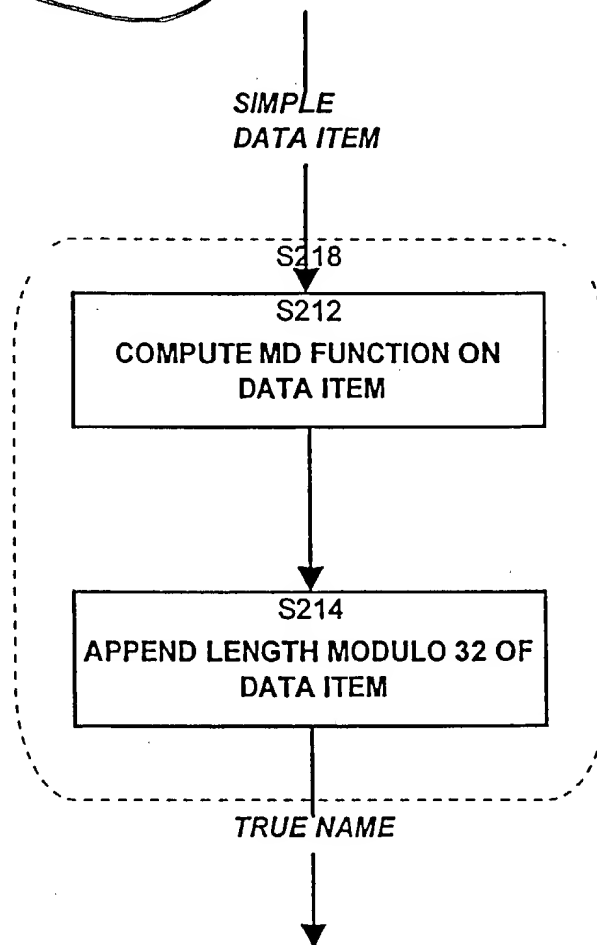 SIMPLE
DATA ITEM
S218
S212
COMPUTE MD FUNCTION ON
DATA ITEM
S214
APPEND LENGTH MODULO 32 OF
DATA ITEM
TRUE NAME